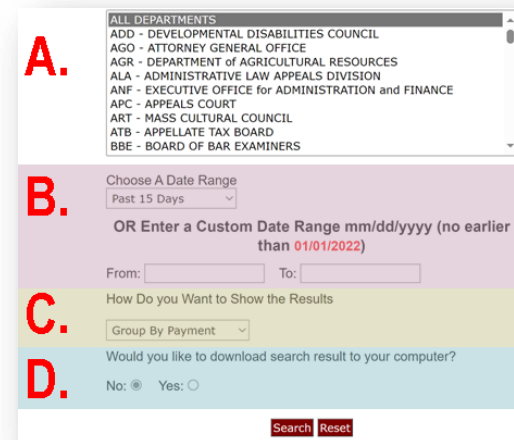 A.
ALL DEPARTMENTS
ADD - DEVELOPMENTAL DISABILITIES COUNCIL
AGO - ATTORNEY GENERAL OFFICE
AGR - DEPARTMENT of AGRICULTURAL RESOURCES
ALA - ADMINISTRATIVE LAW APPEALS DIVISION
ANF - EXECUTIVE OFFICE for ADMINISTRATION and FINANCE
APC - APPEALS COURT
ART - MASS CULTURAL COUNCIL
ATB - APPELLATE TAX BOARD
BBE - BOARD OF BAR EXAMINERS
B.
Choose A Date Range
Past 15 Days
OR Enter a Custom Date Range mm/dd/yyyy (no earlier
than 01/01/2022)
From: To:
C.
How Do you Want to Show the Results
Group By Payment
D.
Would you like to download search result to your computer?
No: Yes:
Search Reset